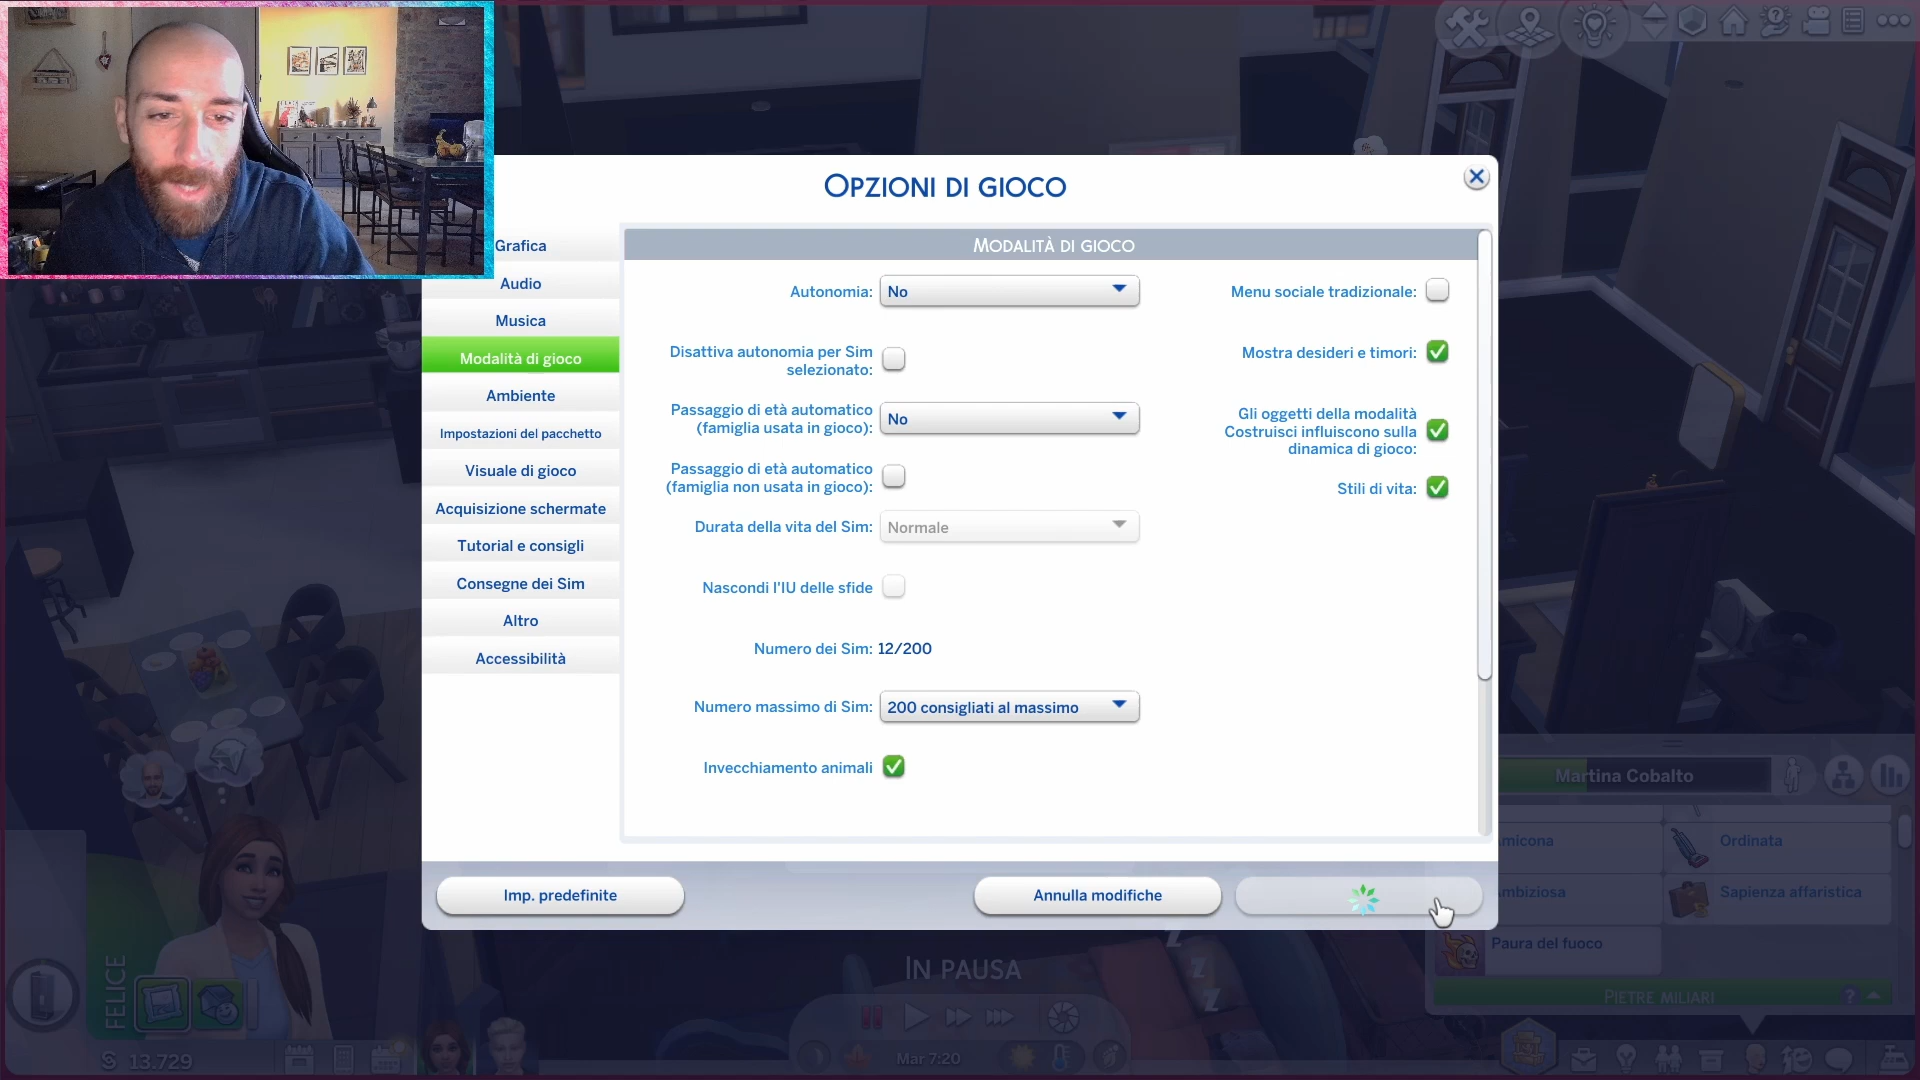 Opzioni di gioco
Grafica
Audio
Musica
Modalità di gioco
Ambiente
Impostazioni del pacchetto
Visuale di gioco
Acquisizione schermate
Tutorial e consigli
Consegne dei Sim
Altro
Accessibilità
Modalità di gioco
Autonomia: No
Disattiva autonomia per Sim
selezionato:
Passaggio di età automatico
(famiglia usata in gioco): No
Passaggio di età automatico
(famiglia non usata in gioco):
Durata della vita del Sim: Normale
Nascondi l'IU delle sfide
Numero dei Sim: 12/200
Numero massimo di Sim: 200 consigliati al massimo
Invecchiamento animali
Menu sociale tradizionale:
Mostra desideri e timori:
Gli oggetti della modalità
Costruisci influiscono sulla
dinamica di gioco:
Stili di vita:
Imp. predefinite
Annulla modifiche
Martina Cobalto
Ordinata
Sapienza affaristica
Paura del fuoco
Pietre miliari
In pausa
FELICE
§ 13.729
Mar 7:20